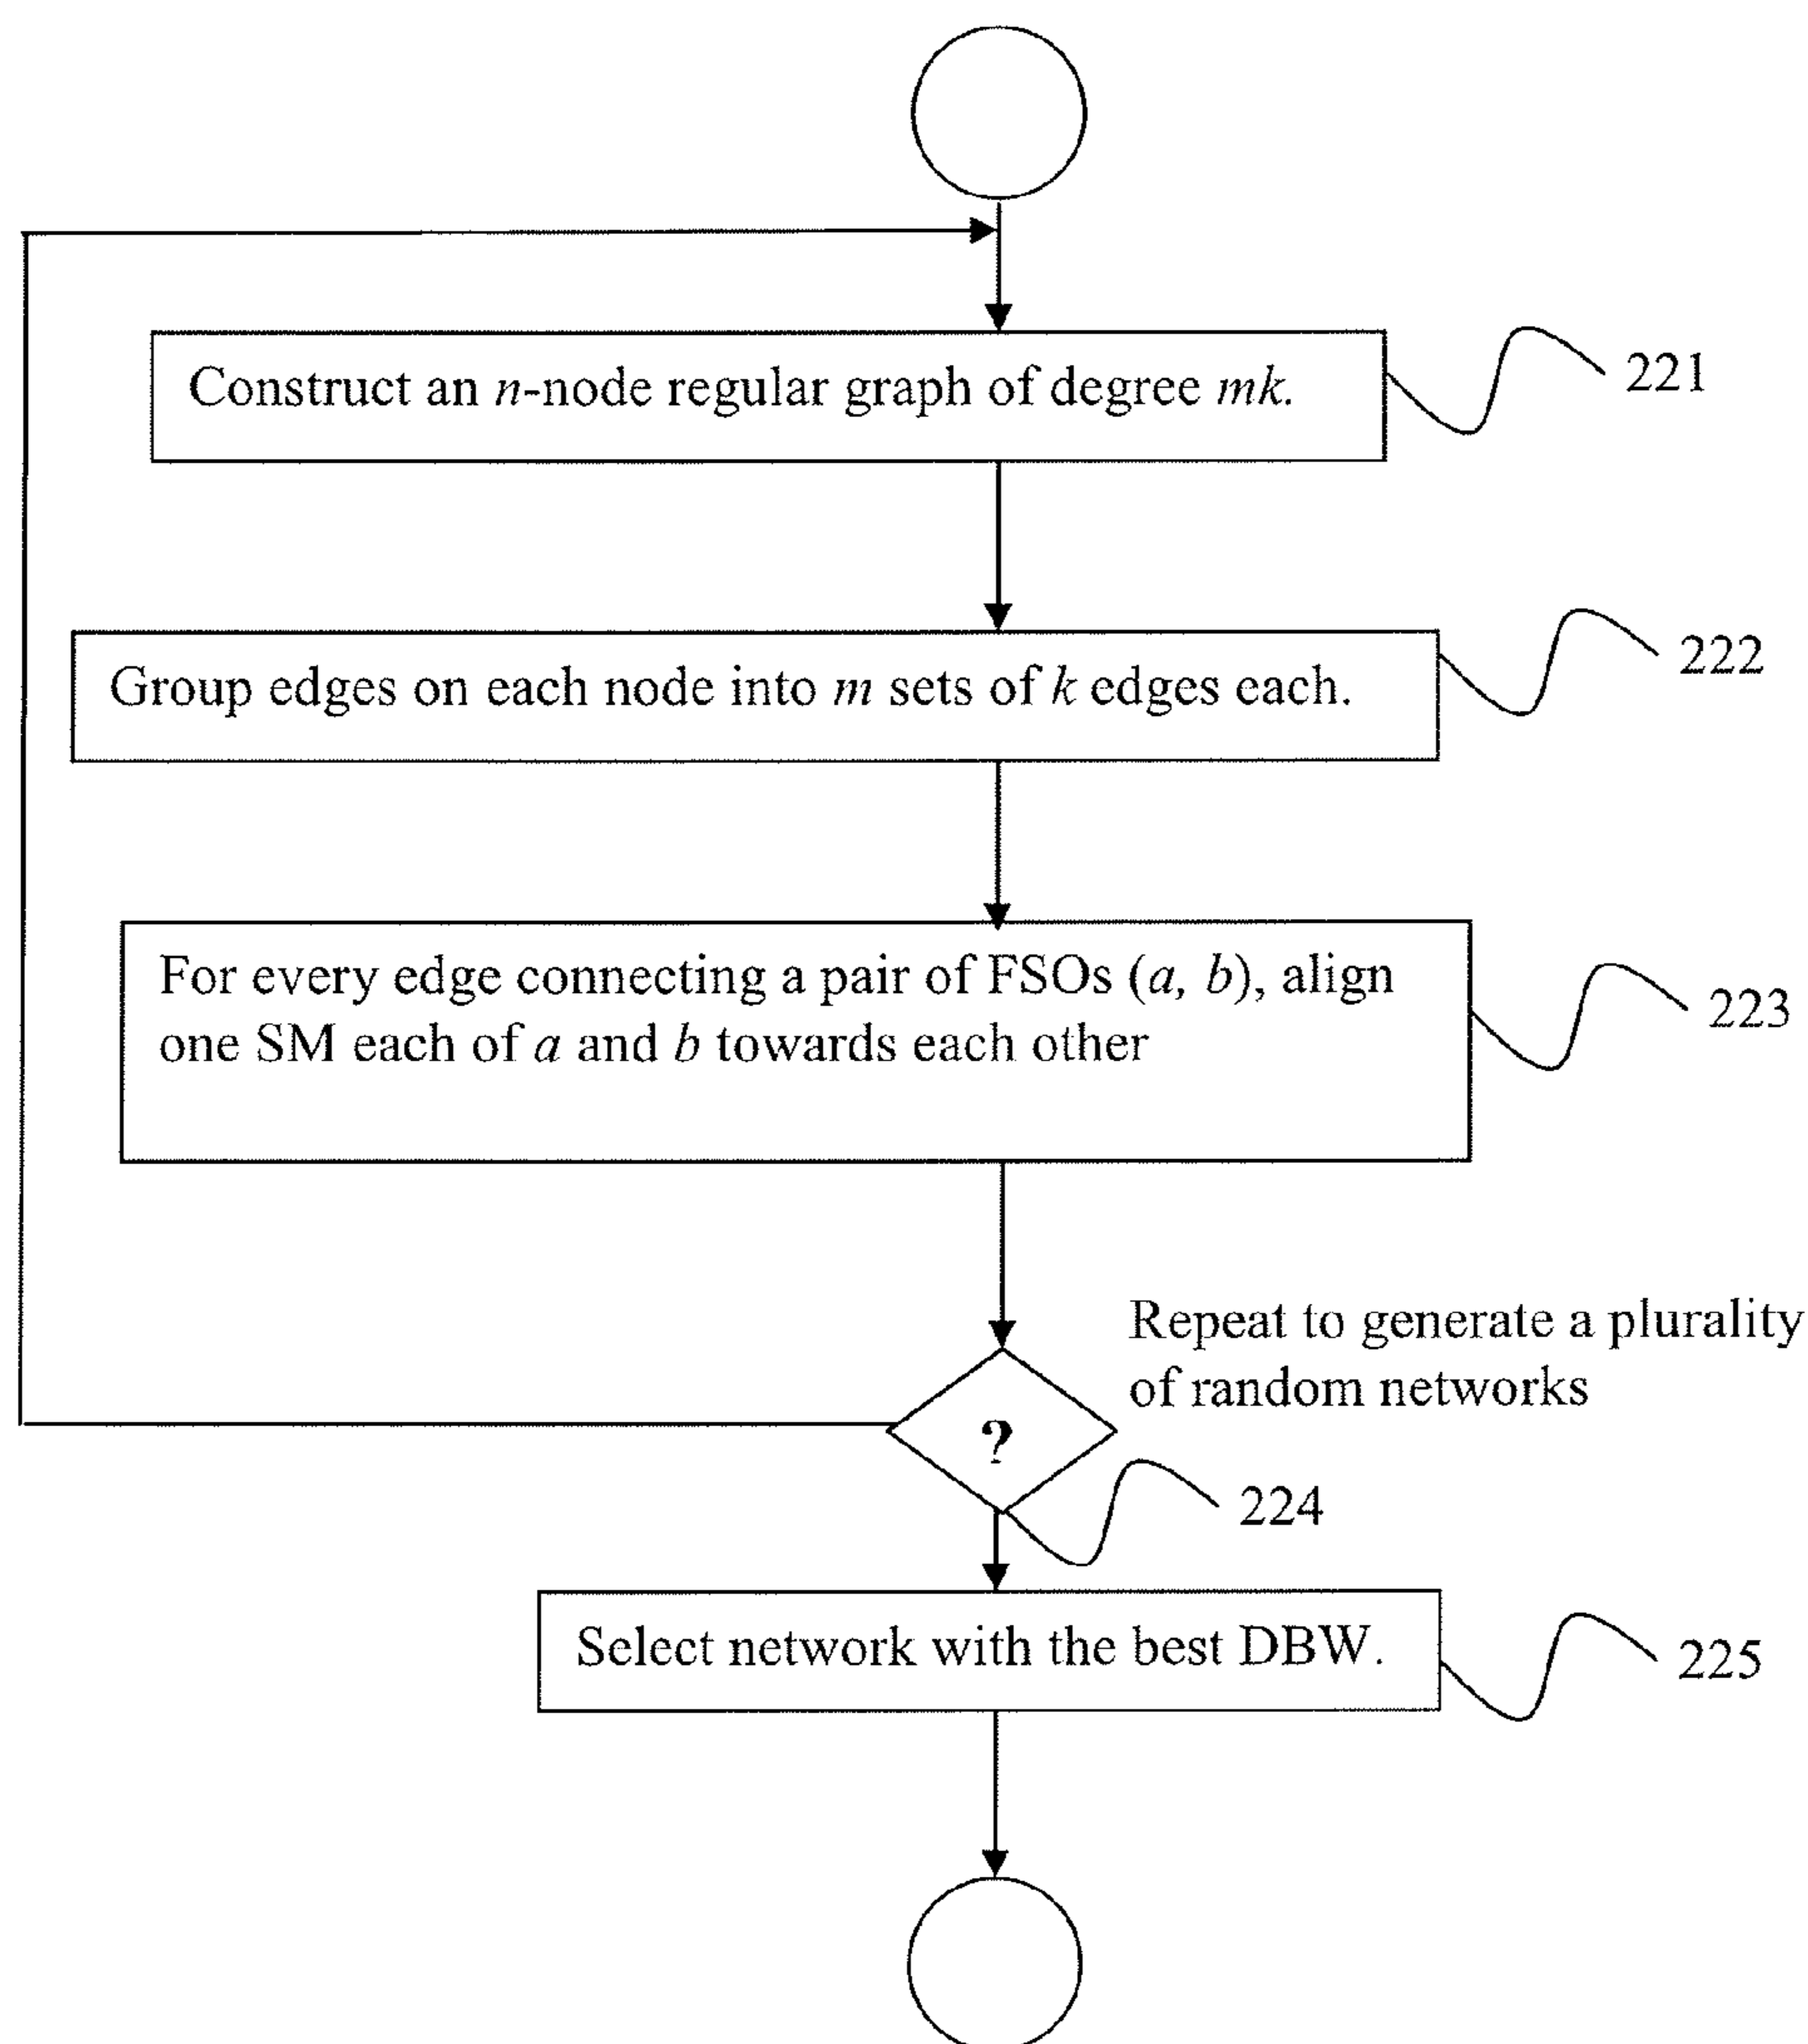 Construct an n-node regular graph of degree mk.
221
Group edges on each node into m sets of k edges each.
222
For every edge connecting a pair of FSOs (a, b), align
one SM each of a and b towards each other
223
Repeat to generate a plurality
of random networks
?
224
Select network with the best DBW.
225